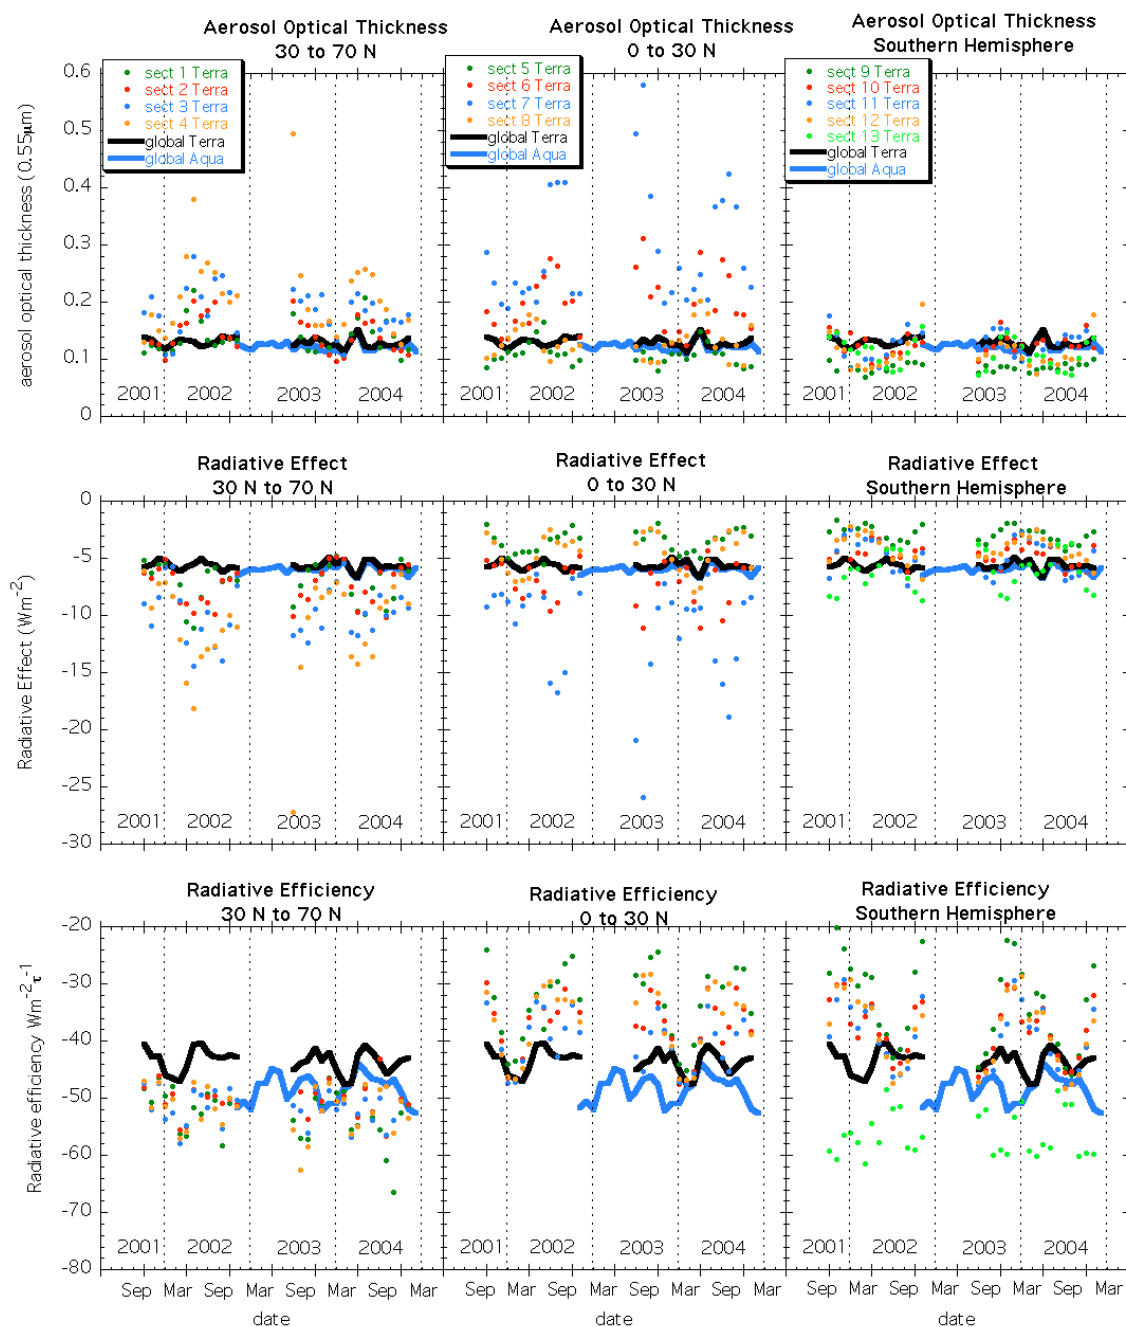 Aerosol Optical Thickness
30 to 70 N
Aerosol Optical Thickness
0 to 30 N
Aerosol Optical Thickness
Southern Hemisphere
sect 1 Terra
sect 2 Terra
sect 3 Terra
sect 4 Terra
global Terra
global Aqua
sect 5 Terra
sect 6 Terra
sect 7 Terra
sect 8 Terra
global Terra
global Aqua
sect 9 Terra
sect 10 Terra
sect 11 Terra
sect 12 Terra
sect 13 Terra
global Terra
global Aqua
aerosol optical thickness (0.55µm)
0.6
0.5
0.4
0.3
0.2
0.1
0
2001 2002 2003 2004
2001 2002 2003 2004
2001 2002 2003 2004
Radiative Effect
30 N to 70 N
Radiative Effect
0 to 30 N
Radiative Effect
Southern Hemisphere
Radiative Effect (Wm-2)
0
-5
-10
-15
-20
-25
-30
2001 2002 2003 2004
2001 2002 2003 2004
2001 2002 2003 2004
Radiative Efficiency
30 N to 70 N
Radiative Efficiency
0 to 30 N
Radiative Efficiency
Southern Hemisphere
Radiative efficiency Wm-2τ-1
-20
-30
-40
-50
-60
-70
-80
2001 2002 2003 2004
2001 2002 2003 2004
2001 2002 2003 2004
Sep Mar Sep Mar Sep Mar Sep Mar
Sep Mar Sep Mar Sep Mar Sep Mar
Sep Mar Sep Mar Sep Mar Sep Mar
date
date
date